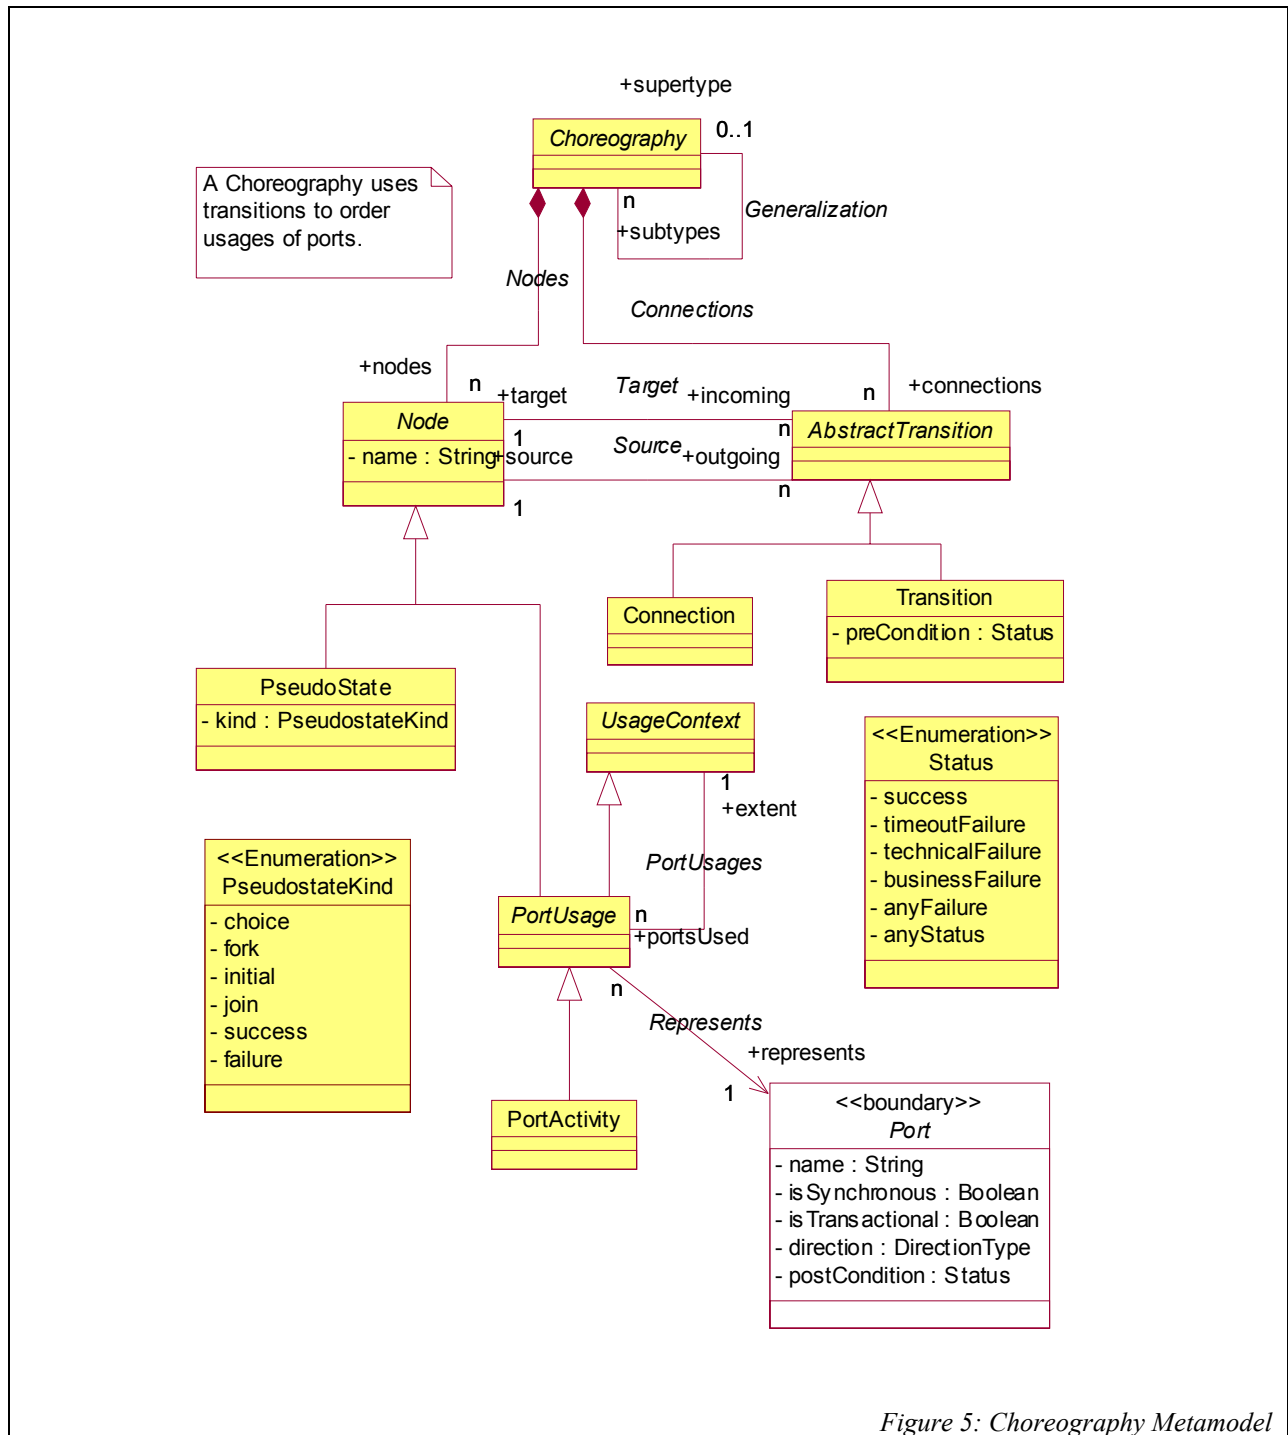 +supertype
Choreography
0..1
A Choreography uses
transitions to order
usages of ports.
n
+subtypes
Generalization
Nodes
Connections
+nodes
n
+target
Target
+incoming
n
+connections
Node
- name : String
1
+source
Source
+outgoing
n
1
n
AbstractTransition
Connection
Transition
- preCondition : Status
PseudoState
- kind : PseudostateKind
UsageContext
1
+extent
PortUsages
<<Enumeration>>
Status
- success
- timeoutFailure
- technicalFailure
- businessFailure
- anyFailure
- anyStatus
<<Enumeration>>
PseudostateKind
- choice
- fork
- initial
- join
- success
- failure
PortUsage
n
+portsUsed
n
Represents
+represents
1
PortActivity
<<boundary>>
Port
- name : String
- isSynchronous : Boolean
- isTransactional : Boolean
- direction : DirectionType
- postCondition : Status
Figure 5: Choreography Metamodel